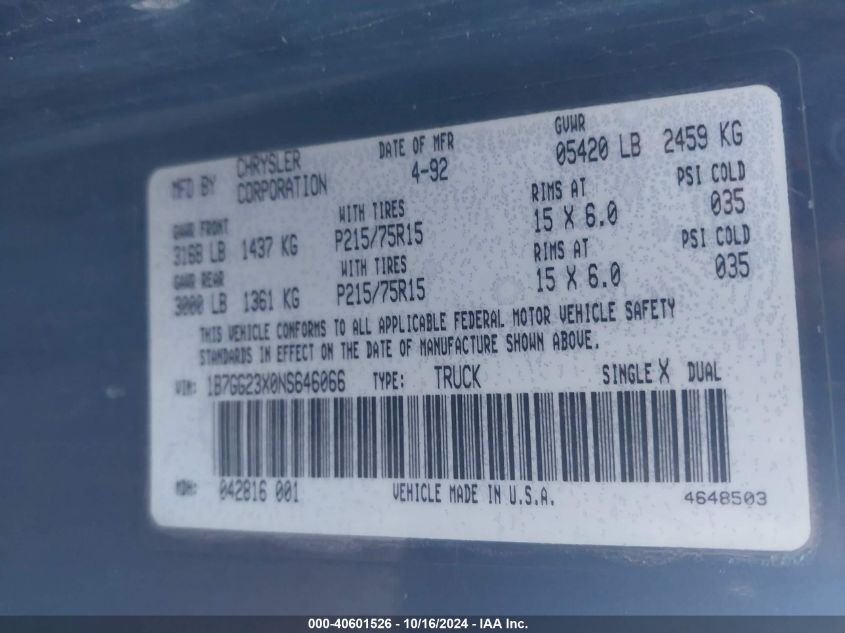 MFD BY CHRYSLER CORPORATION DATE OF MFR 4-92 GVWR 05420 LB 2459 KG
GAWR FRONT WITH TIRES RIMS AT PSI COLD
3168 LB 1437 KG P215/75R15 15 X 6.0 035
GAWR REAR WITH TIRES RIMS AT PSI COLD
3000 LB 1361 KG P215/75R15 15 X 6.0 035
THIS VEHICLE CONFORMS TO ALL APPLICABLE FEDERAL MOTOR VEHICLE SAFETY
STANDARDS IN EFFECT ON THE DATE OF MANUFACTURE SHOWN ABOVE.
VIN: 1B7GG23X0NS646066 TYPE: TRUCK SINGLE X DUAL
MDH: 042816 001 VEHICLE MADE IN U.S.A. 4648503
000-40601526 - 10/16/2024 - IAA Inc.